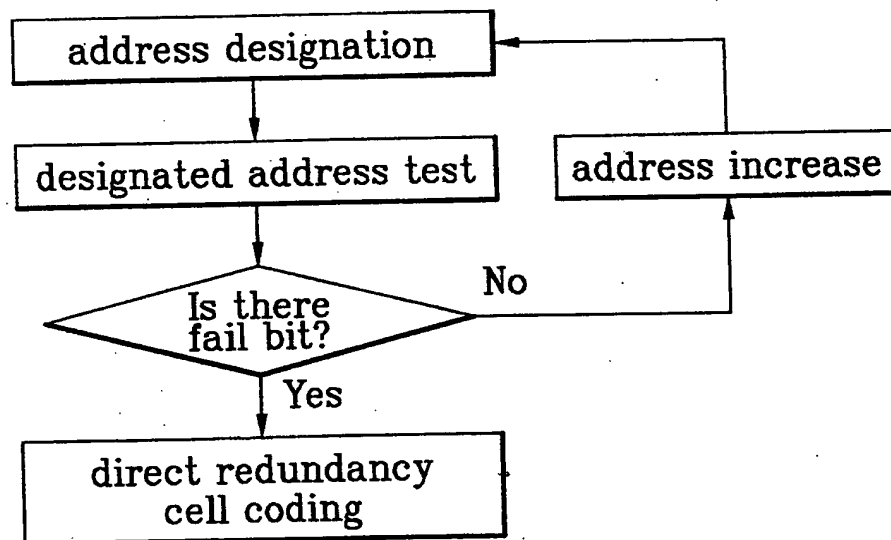 address designation
designated address test
address increase
Is there
fail bit?
No
Yes
direct redundancy
cell coding